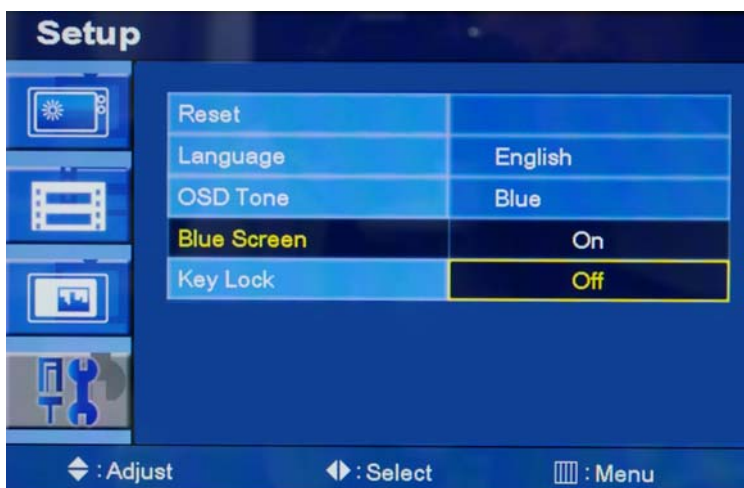 Setup
Reset
Language English
OSD Tone Blue
Blue Screen On
Key Lock Off
: Adjust : Select : Menu